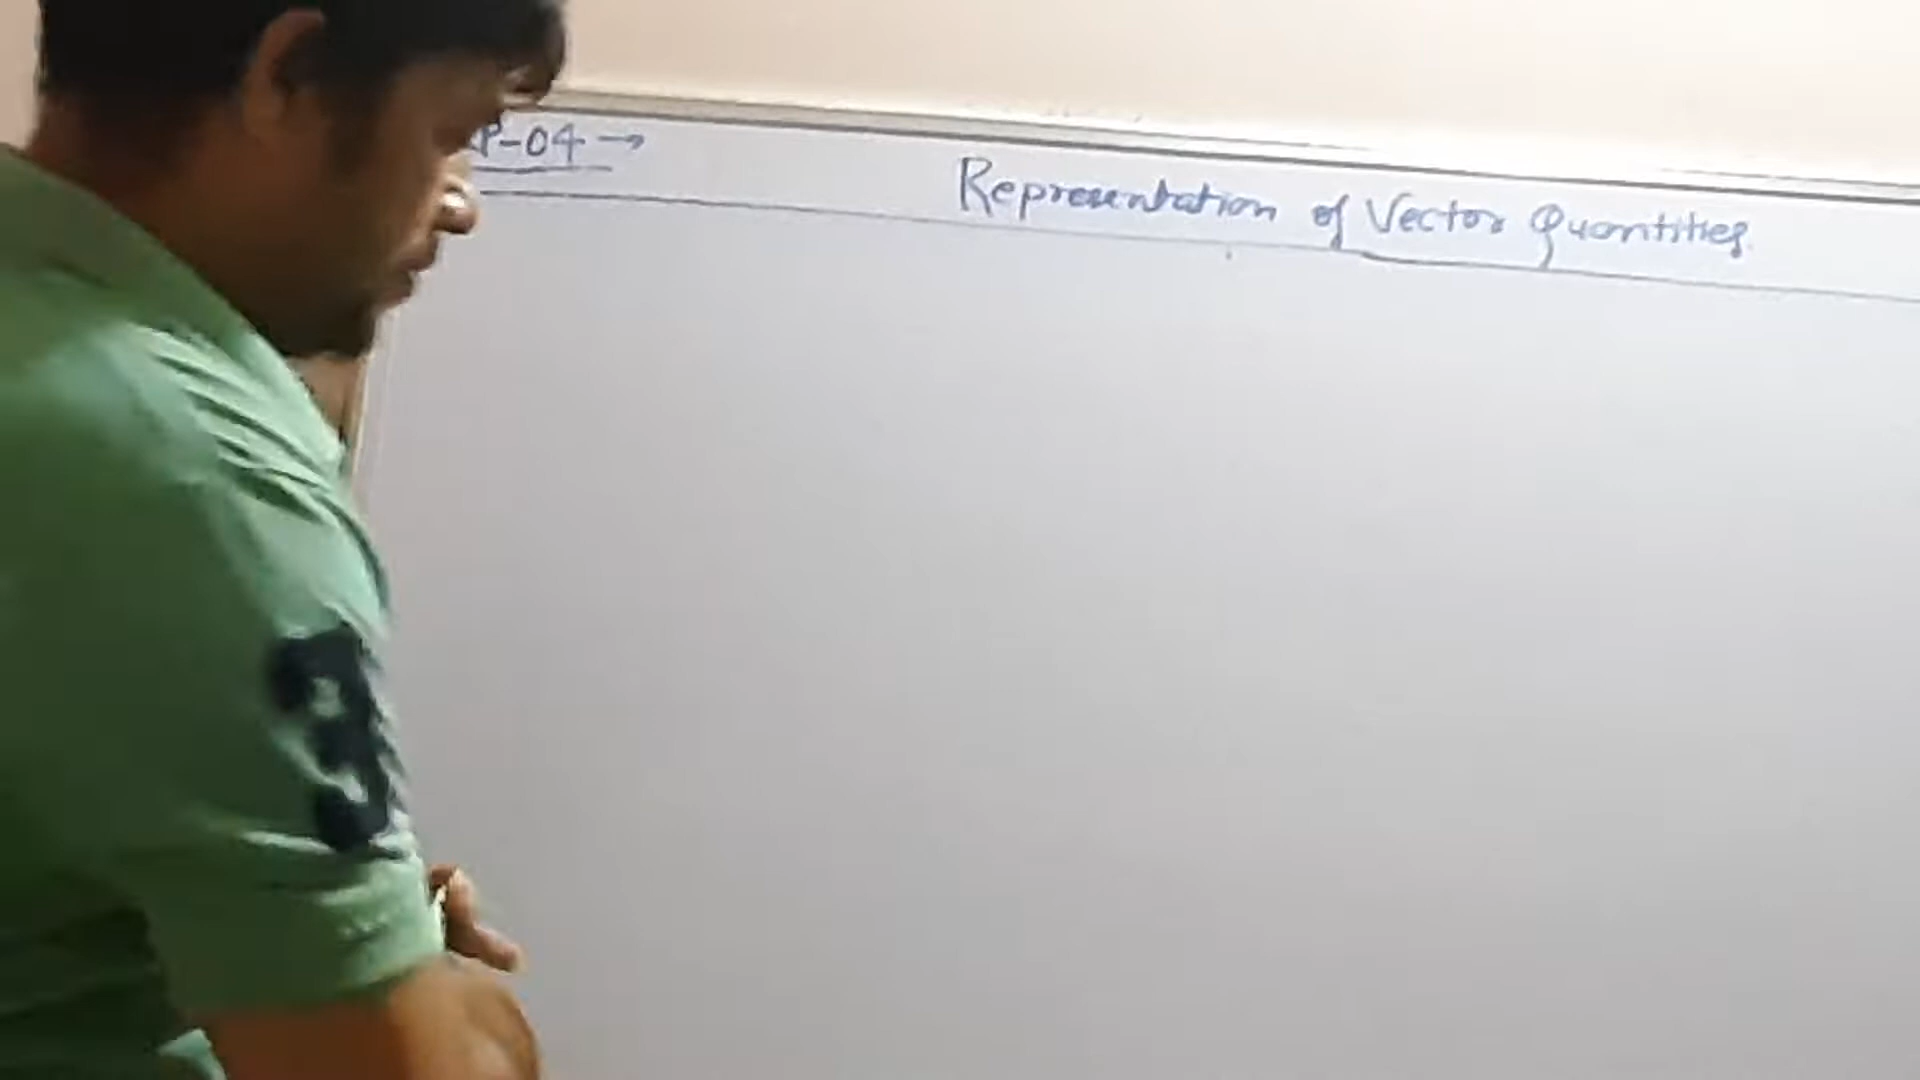 P-04 →
Representation of Vector Quantities